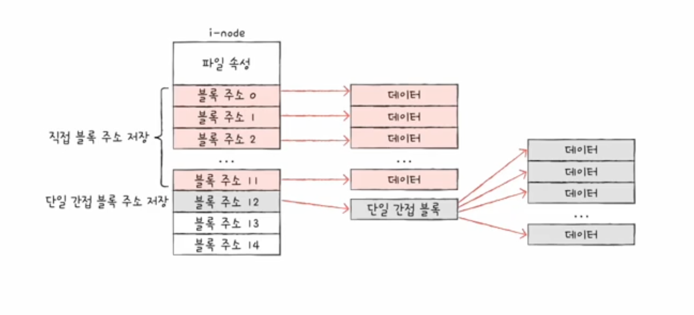 i-node
파일 속성
블록 주소 0
블록 주소 1
블록 주소 2
...
블록 주소 11
블록 주소 12
블록 주소 13
블록 주소 14
직접 블록 주소 저장
단일 간접 블록 주소 저장
데이터
데이터
데이터
...
데이터
단일 간접 블록
데이터
데이터
데이터
...
데이터